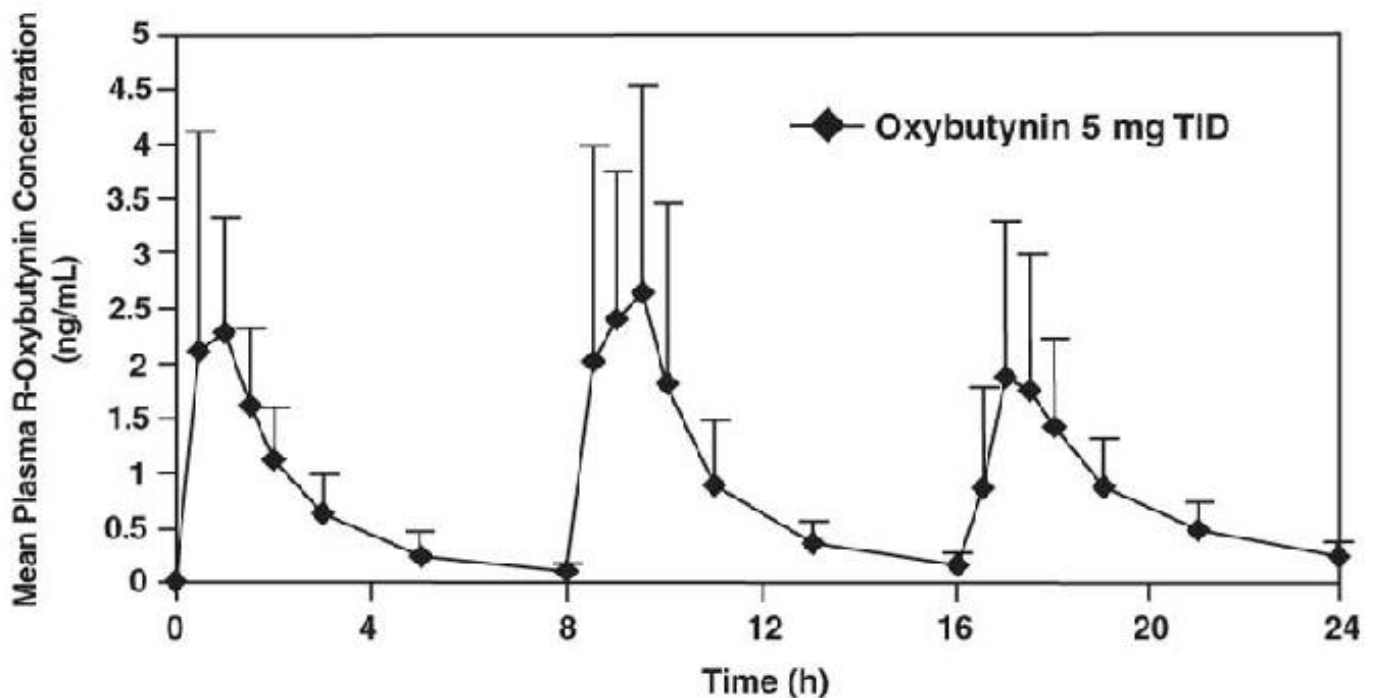 Mean Plasma R-Oxybutynin Concentration
(ng/mL)
5
4.5
4
3.5
3
2.5
2
1.5
1
0.5
0
Oxybutynin 5 mg TID
0 4 8 12 16 20 24
Time (h)